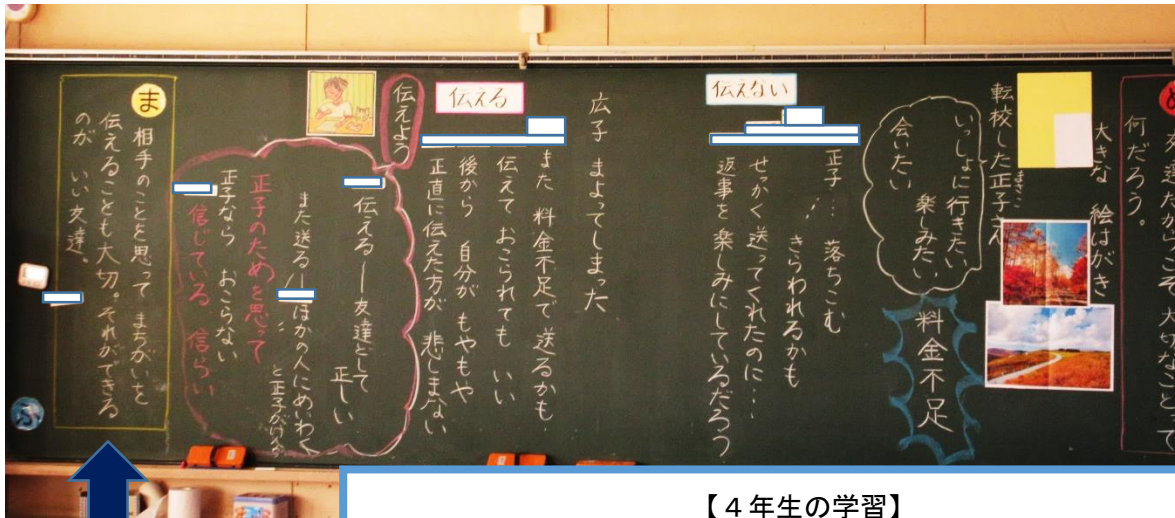 め
友達だからこそ、大切なことって
何だろう。
大きな 絵はがき
転校した正子さん
まさこ
いっしょに行きたい
楽しみたい
会いたい
料金不足
伝えない
正子… 落ちこむ
きらわれるかも
せっかく送ってくれたのに…
返事を楽しみにしているだろう
広子 まよってしまった
伝える
また 料金不足で送るかも
伝えて おこられても いい
後から 自分が もやもや
正直に伝えた方が 悲しまない
伝えよう
伝える―友達として
正しい
また送る―ほかの人にめいわく
と正子が
正子のためを思って
正子なら おこらない
信じている 信らい
ま
相手のことを思って まちがいを
伝えることも大切。それができる
のが いい友達。
ふ
【4年生の学習】